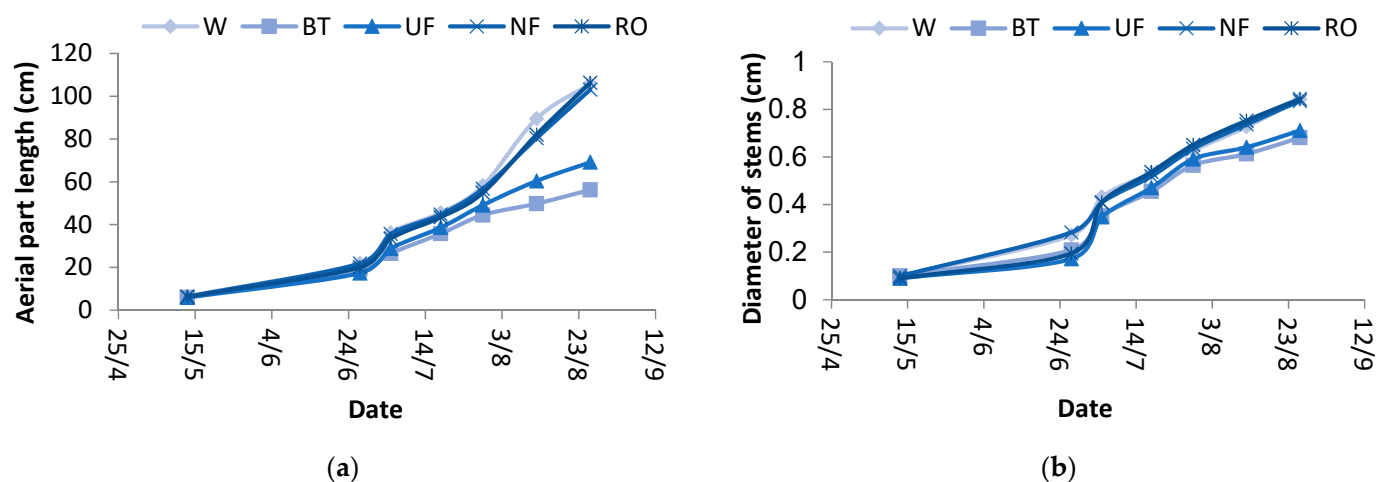 W BT UF NF RO
Aerial part length (cm)
120
100
80
60
40
20
0
25/4 15/5 4/6 24/6 14/7 3/8 23/8 12/9
Date
(a)
W BT UF NF RO
Diameter of stems (cm)
1
0.8
0.6
0.4
0.2
0
25/4 15/5 4/6 24/6 14/7 3/8 23/8 12/9
Date
(b)